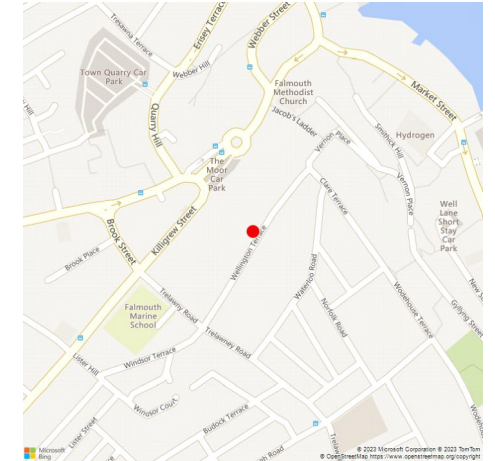 Tresawna Terrace
Erisey Terrace
Webber Street
Webber Hill
Town Quarry Car
Park
Quarry Hill
Falmouth
Methodist
Church
Jacob's Ladder
Market Street
Vernon Place
Smithick Hill
Hydrogen
The
Moor
Car
Park
Clare Terrace
Vernon Place
Well
Lane
Short
Stay
Car
Park
Killigrew Street
Brook Street
Brook Place
Wellington Terrace
Waterloo Road
Norfolk Road
Wodehouse Terrace
Gyllyng Street
New S
Falmouth
Marine
School
Trelawny Road
Trelawney Road
Windsor Terrace
Lister Hill
Lister Street
Windsor Court
Budock Terrace
Microsoft
Bing
© 2023 Microsoft Corporation © 2023 TomTom
© OpenStreetMap https://www.openstreetmap.org/copyright